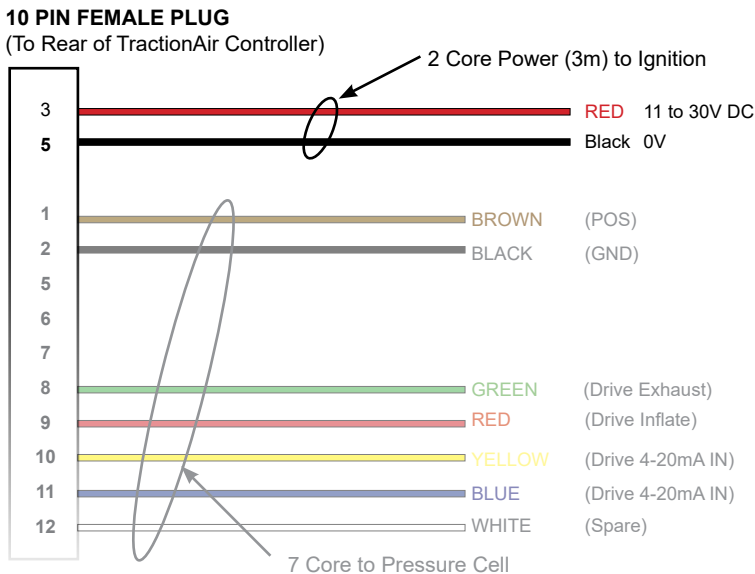 10 PIN FEMALE PLUG
(To Rear of TractionAir Controller)
2 Core Power (3m) to Ignition
3 RED 11 to 30V DC
5 Black 0V
1 BROWN (POS)
2 BLACK (GND)
5
6
7
8 GREEN (Drive Exhaust)
9 RED (Drive Inflate)
10 YELLOW (Drive 4-20mA IN)
11 BLUE (Drive 4-20mA IN)
12 WHITE (Spare)
7 Core to Pressure Cell